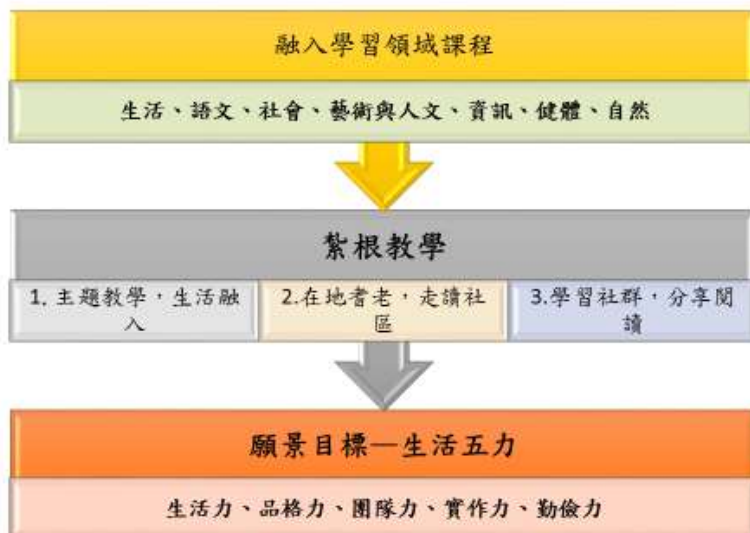 融入學習領域課程
生活、語文、社會、藝術與人文、資訊、健體、自然
紮根教學
1. 主題教學，生活融
入
2.在地耆老，走讀社
區
3.學習社群，分享閱
讀
願景目標—生活五力
生活力、品格力、團隊力、實作力、勤儉力